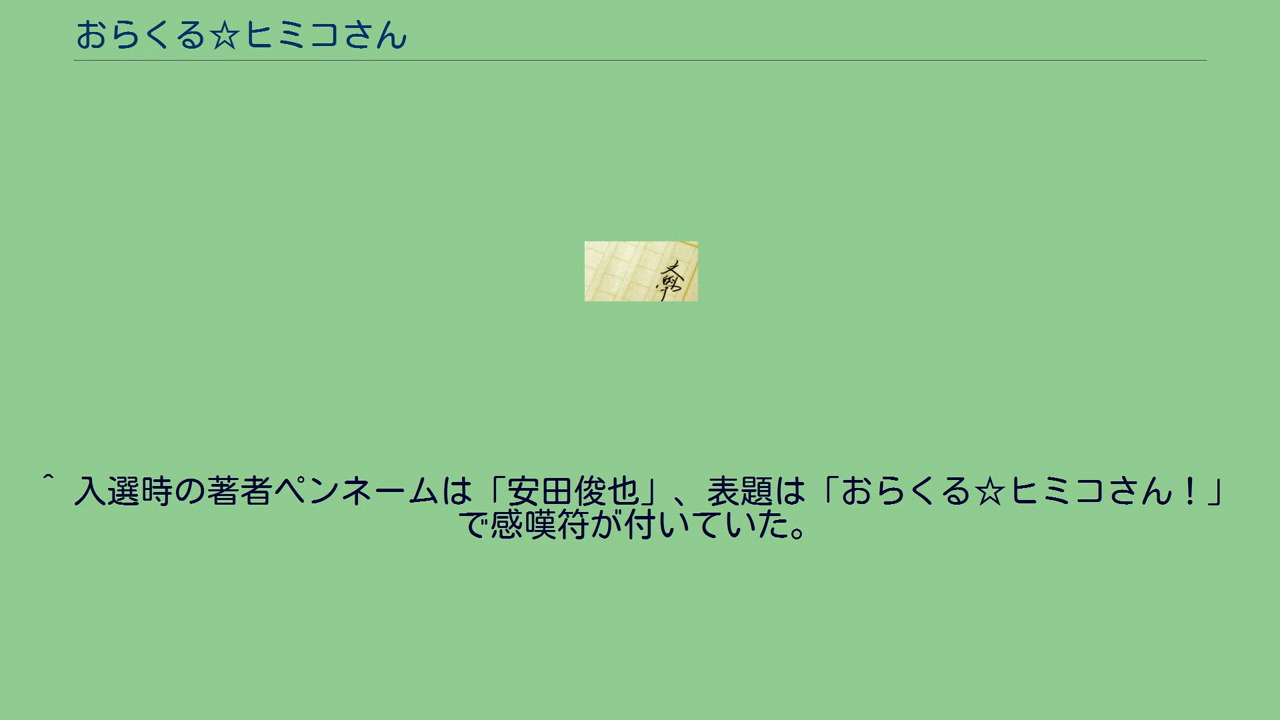 おらくる☆ヒミコさん
^ 入選時の著者ペンネームは「安田俊也」、表題は「おらくる☆ヒミコさん！」
で感嘆符が付いていた。